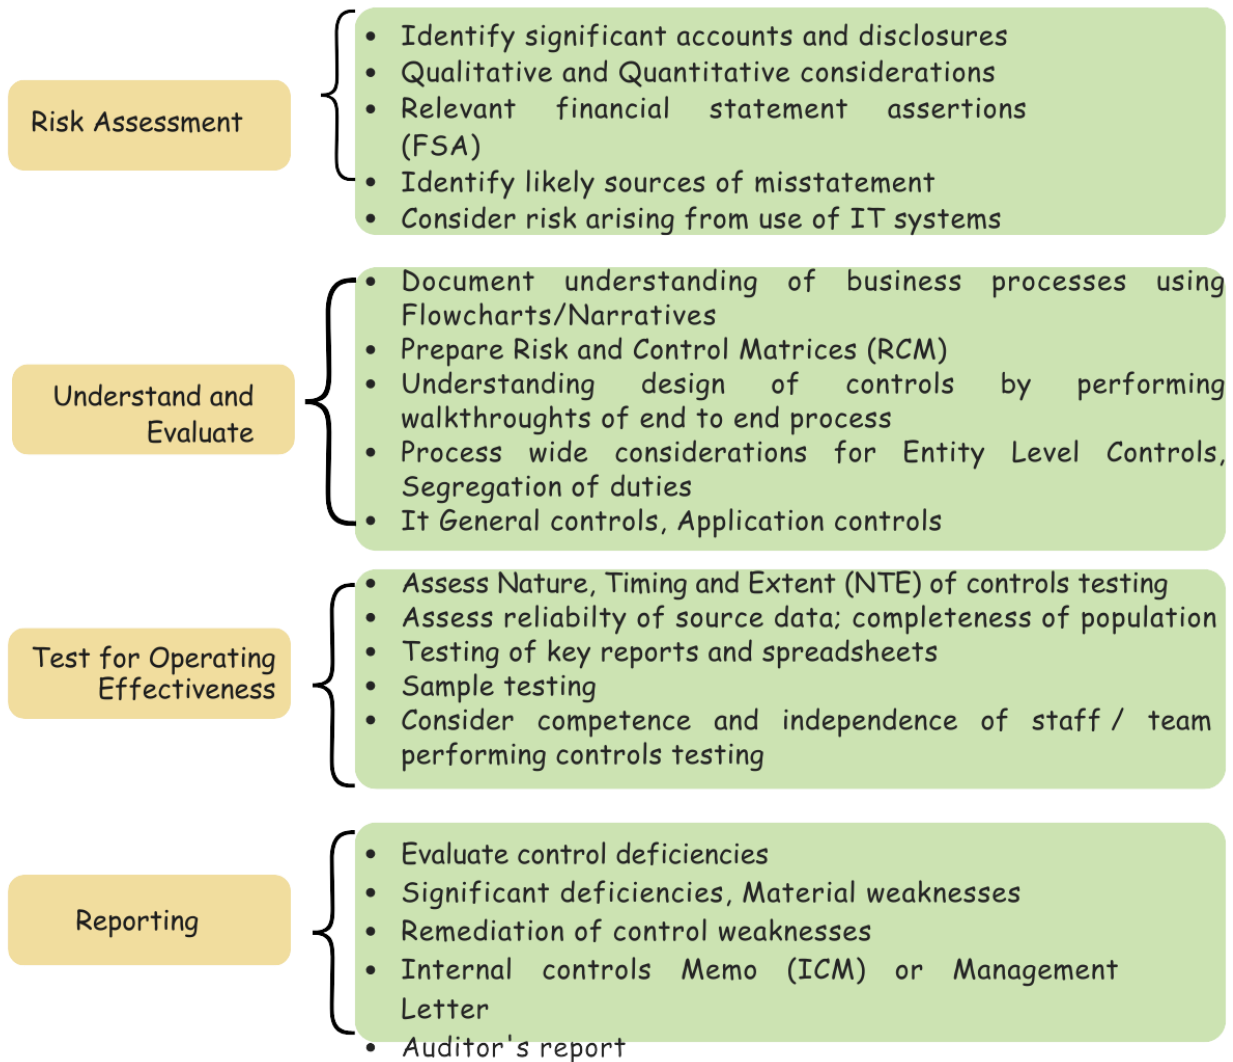 Risk Assessment
• Identify significant accounts and disclosures
• Qualitative and Quantitative considerations
• Relevant financial statement assertions
(FSA)
• Identify likely sources of misstatement
• Consider risk arising from use of IT systems
Understand and
Evaluate
• Document understanding of business processes using
Flowcharts/Narratives
• Prepare Risk and Control Matrices (RCM)
• Understanding design of controls by performing
walkthroughts of end to end process
• Process wide considerations for Entity Level Controls,
Segregation of duties
• It General controls, Application controls
Test for Operating
Effectiveness
• Assess Nature, Timing and Extent (NTE) of controls testing
• Assess reliabilty of source data; completeness of population
• Testing of key reports and spreadsheets
• Sample testing
• Consider competence and independence of staff / team
performing controls testing
Reporting
• Evaluate control deficiencies
• Significant deficiencies, Material weaknesses
• Remediation of control weaknesses
• Internal controls Memo (ICM) or Management
Letter
• Auditor's report